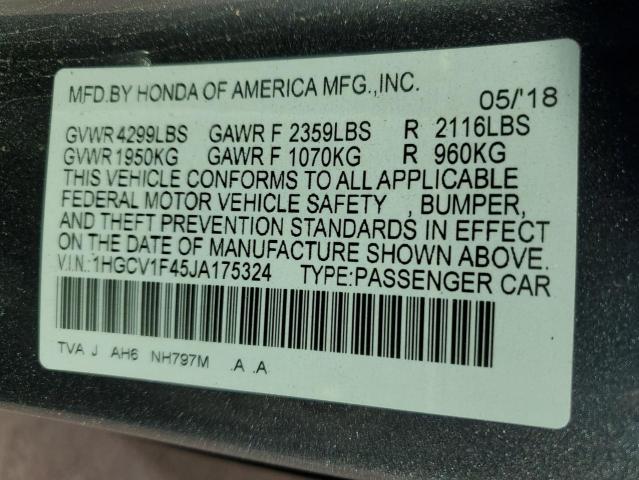 MFD.BY HONDA OF AMERICA MFG.,INC. 05/'18
GVWR 4299LBS GAWR F 2359LBS R 2116LBS
GVWR 1950KG GAWR F 1070KG R 960KG
THIS VEHICLE CONFORMS TO ALL APPLICABLE
FEDERAL MOTOR VEHICLE SAFETY , BUMPER,
AND THEFT PREVENTION STANDARDS IN EFFECT
ON THE DATE OF MANUFACTURE SHOWN ABOVE.
V.I.N.:1HGCV1F45JA175324 TYPE:PASSENGER CAR
TVA J AH6 NH797M .A .A